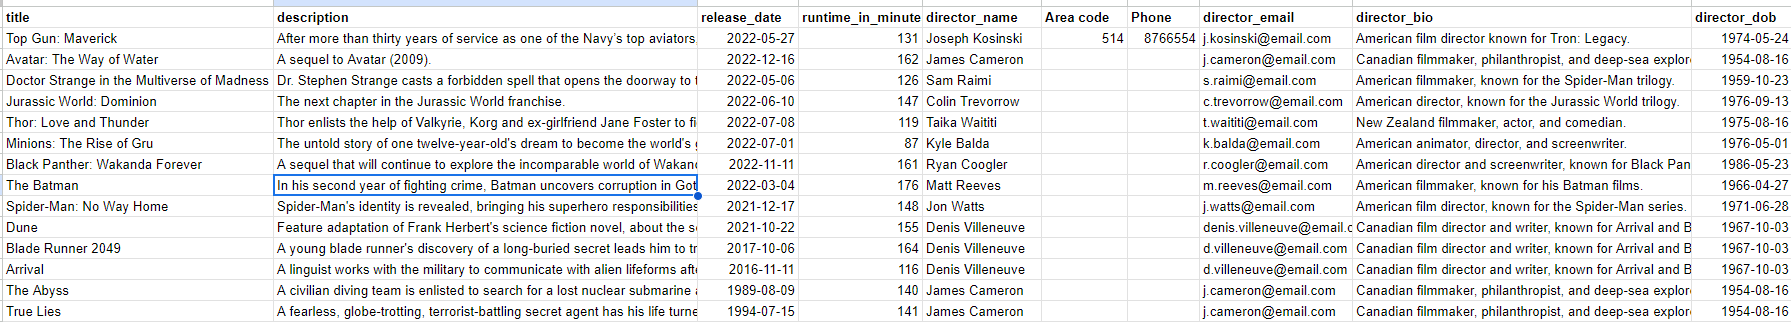 title description release_date runtime_in_minute director_name Area code Phone director_email director_bio director_dob
Top Gun: Maverick After more than thirty years of service as one of the Navy’s top aviators, 2022-05-27 131 Joseph Kosinski 514 8766554 j.kosinski@email.com American film director known for Tron: Legacy. 1974-05-24
Avatar: The Way of Water A sequel to Avatar (2009). 2022-12-16 162 James Cameron j.cameron@email.com Canadian filmmaker, philanthropist, and deep-sea explor 1954-08-16
Doctor Strange in the Multiverse of Madness Dr. Stephen Strange casts a forbidden spell that opens the doorway to t 2022-05-06 126 Sam Raimi s.raimi@email.com American filmmaker, known for the Spider-Man trilogy. 1959-10-23
Jurassic World: Dominion The next chapter in the Jurassic World franchise. 2022-06-10 147 Colin Trevorrow c.trevorrow@email.com American director, known for the Jurassic World trilogy. 1976-09-13
Thor: Love and Thunder Thor enlists the help of Valkyrie, Korg and ex-girlfriend Jane Foster to fi 2022-07-08 119 Taika Waititi t.waititi@email.com New Zealand filmmaker, actor, and comedian. 1975-08-16
Minions: The Rise of Gru The untold story of one twelve-year-old's dream to become the world's 2022-07-01 87 Kyle Balda k.balda@email.com American animator, director, and screenwriter. 1976-05-01
Black Panther: Wakanda Forever A sequel that will continue to explore the incomparable world of Wakanc 2022-11-11 161 Ryan Coogler r.coogler@email.com American director and screenwriter, known for Black Pan 1986-05-23
The Batman In his second year of fighting crime, Batman uncovers corruption in Got 2022-03-04 176 Matt Reeves m.reeves@email.com American filmmaker, known for his Batman films. 1966-04-27
Spider-Man: No Way Home Spider-Man's identity is revealed, bringing his superhero responsibilities 2021-12-17 148 Jon Watts j.watts@email.com American film director, known for the Spider-Man series. 1971-06-28
Dune Feature adaptation of Frank Herbert's science fiction novel, about the s 2021-10-22 155 Denis Villeneuve denis.villeneuve@email.c Canadian film director and writer, known for Arrival and B 1967-10-03
Blade Runner 2049 A young blade runner's discovery of a long-buried secret leads him to tr 2017-10-06 164 Denis Villeneuve d.villeneuve@email.com Canadian film director and writer, known for Arrival and B 1967-10-03
Arrival A linguist works with the military to communicate with alien lifeforms aft 2016-11-11 116 Denis Villeneuve d.villeneuve@email.com Canadian film director and writer, known for Arrival and B 1967-10-03
The Abyss A civilian diving team is enlisted to search for a lost nuclear submarine 1989-08-09 140 James Cameron j.cameron@email.com Canadian filmmaker, philanthropist, and deep-sea explor 1954-08-16
True Lies A fearless, globe-trotting, terrorist-battling secret agent has his life turne 1994-07-15 141 James Cameron j.cameron@email.com Canadian filmmaker, philanthropist, and deep-sea explor 1954-08-16